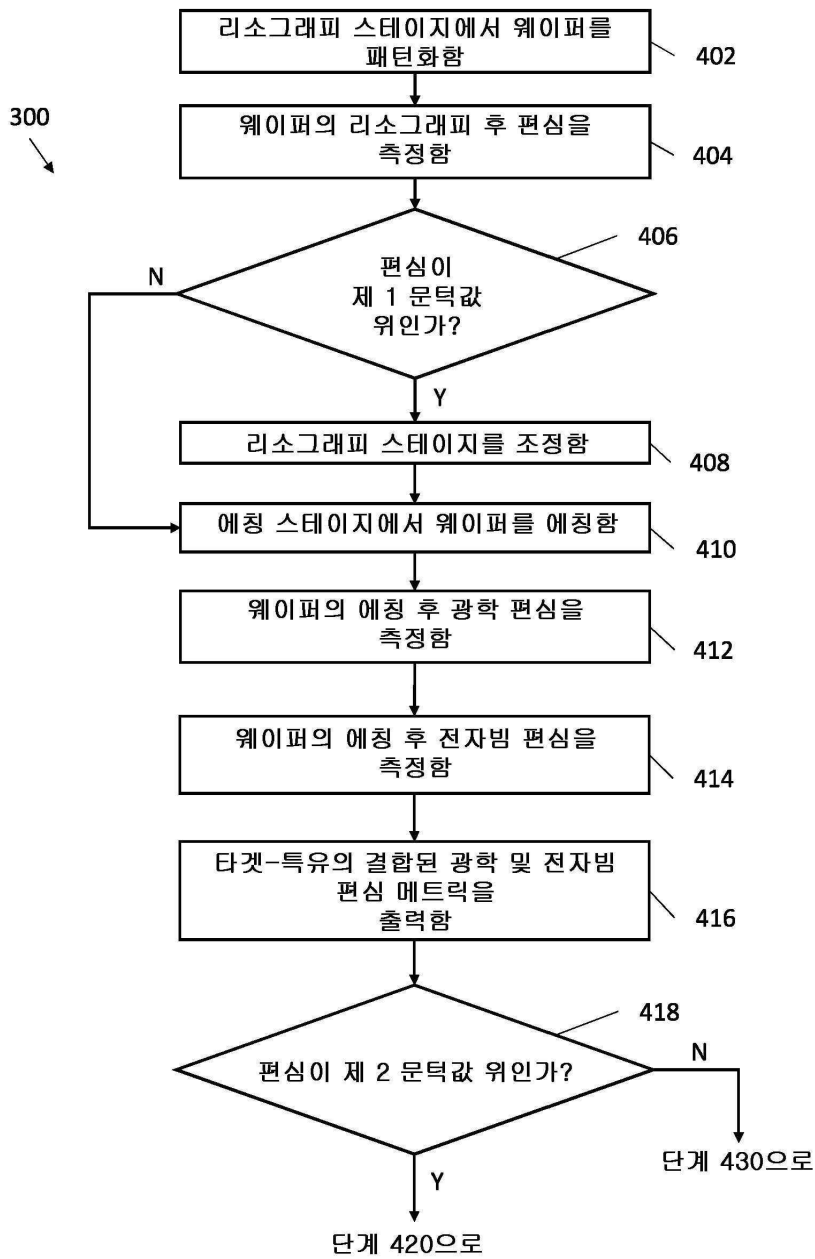 리소그래피 스테이지에서 웨이퍼를
패턴화함
402
300
웨이퍼의 리소그래피 후 편심을
측정함
404
406
편심이
제 1 문턱값
위인가?
N
Y
리소그래피 스테이지를 조정함
408
에칭 스테이지에서 웨이퍼를 에칭함
410
웨이퍼의 에칭 후 광학 편심을
측정함
412
웨이퍼의 에칭 후 전자빔 편심을
측정함
414
타겟-특유의 결합된 광학 및 전자빔
편심 메트릭을
출력함
416
418
편심이 제 2 문턱값 위인가?
N
단계 430으로
Y
단계 420으로